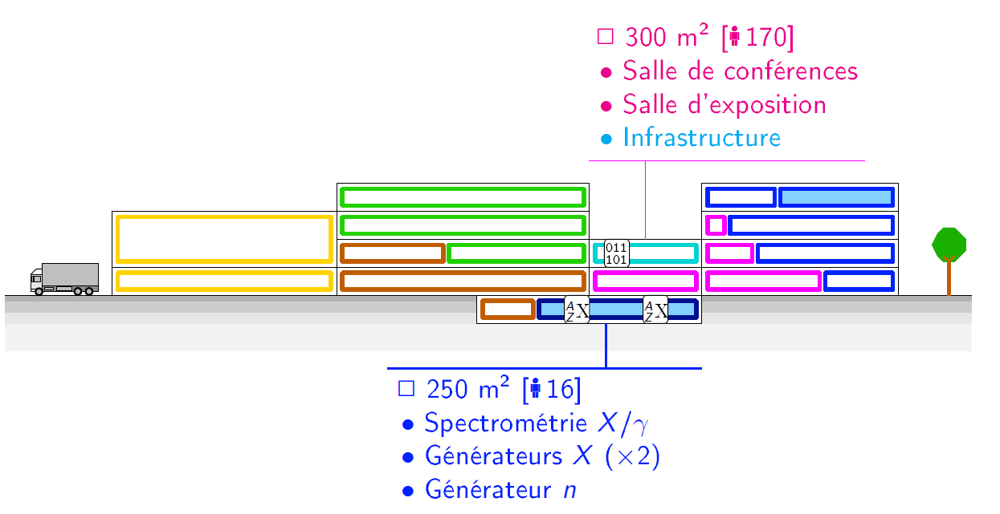 □ 300 m² [170]
• Salle de conférences
• Salle d'exposition
• Infrastructure
011
101
A
Z X
A
Z X
□ 250 m² [16]
• Spectrométrie X/γ
• Générateurs X (×2)
• Générateur n